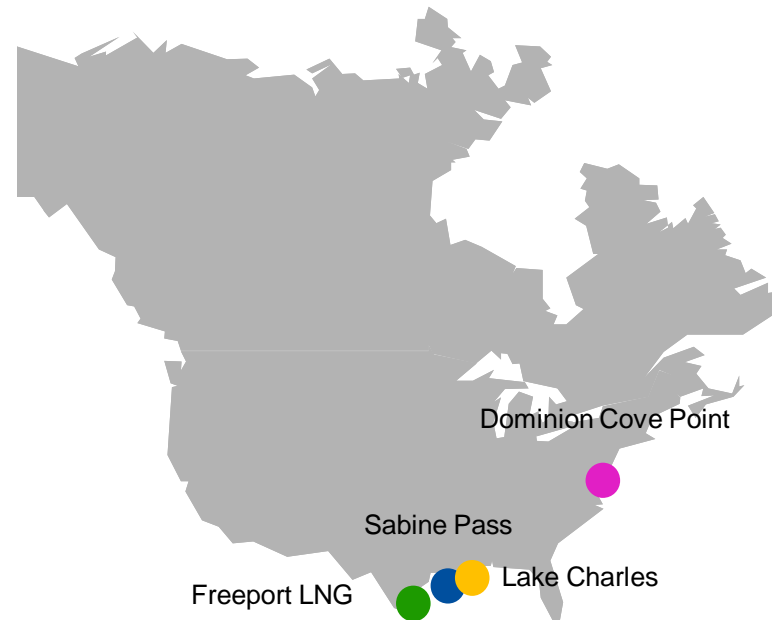 Dominion Cove Point
Sabine Pass
Lake Charles
Freeport LNG